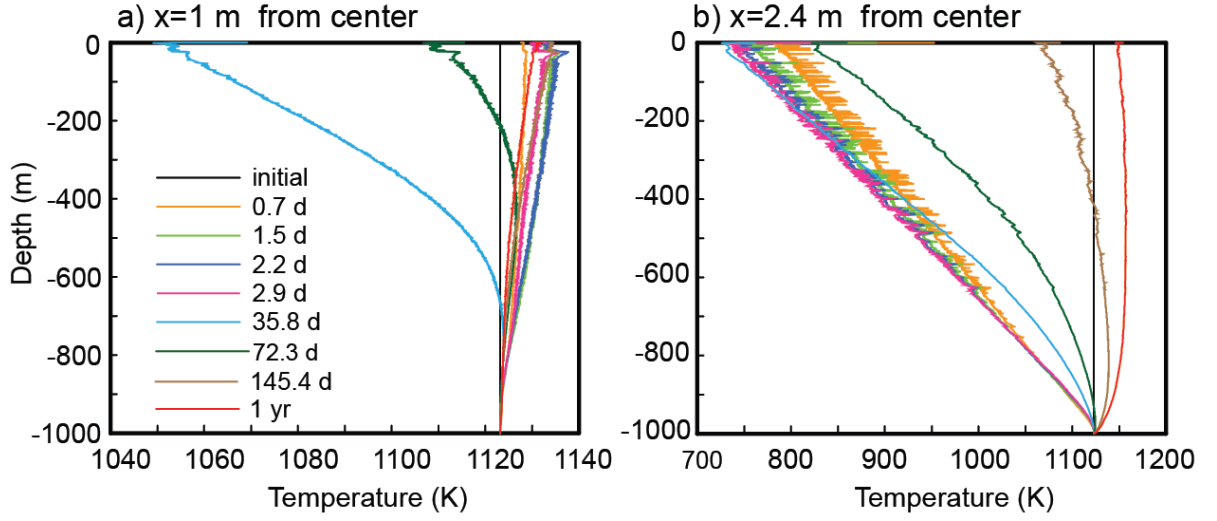 a) x=1 m from center
b) x=2.4 m from center
0
-200
-400
-600
-800
-1000
Depth (m)
initial
0.7 d
1.5 d
2.2 d
2.9 d
35.8 d
72.3 d
145.4 d
1 yr
1040
1060
1080
1100
1120
1140
Temperature (K)
0
-200
-400
600
-800
-1000
700
800
900
1000
1100
1200
Temperature (K)